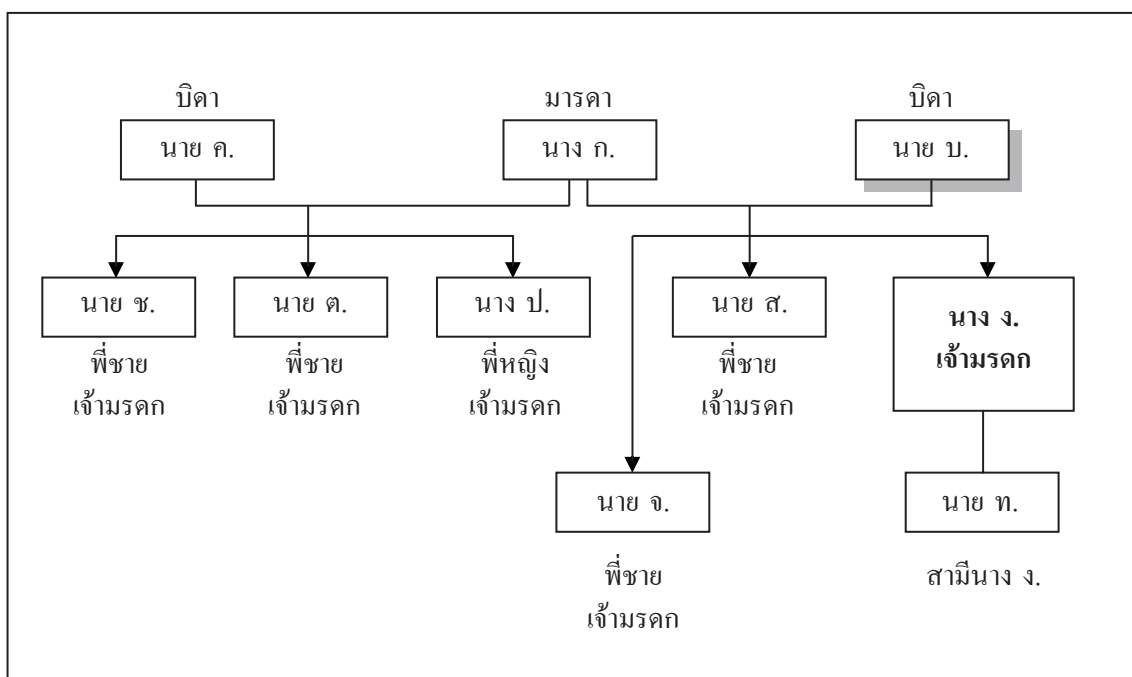 บิดา
มารดา
บิดา
นาย ค.
นาง ก.
นาย บ.
นาย ช.
นาย ต.
นาง ป.
นาย ส.
นาง ง.
เจ้ามรดก
พี่ชาย
เจ้ามรดก
พี่ชาย
เจ้ามรดก
พี่หญิง
เจ้ามรดก
พี่ชาย
เจ้ามรดก
นาย จ.
นาย ท.
พี่ชาย
เจ้ามรดก
สามีนาง ง.